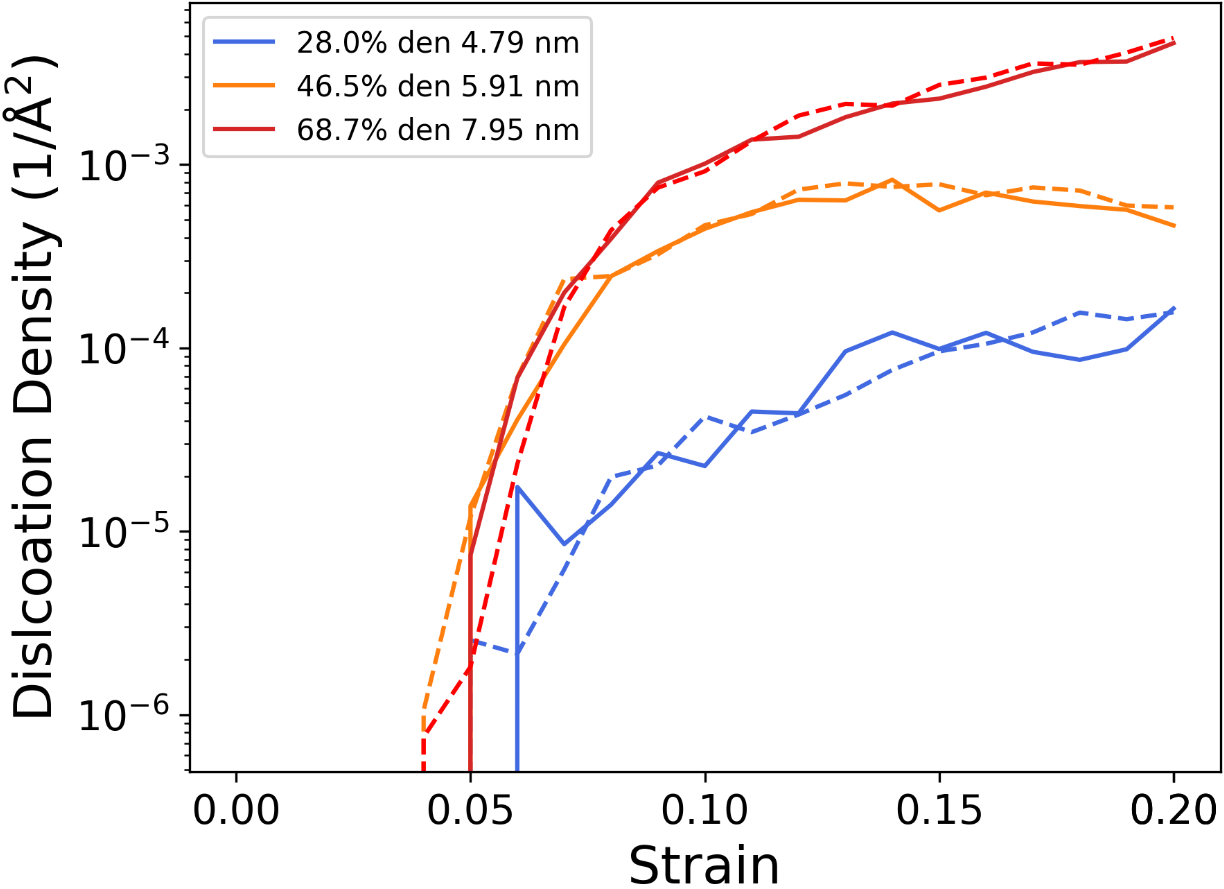 28.0% den 4.79 nm
46.5% den 5.91 nm
68.7% den 7.95 nm
Dislcoation Density (1/Å²)
10⁻³
10⁻⁴
10⁻⁵
10⁻⁶
0.00 0.05 0.10 0.15 0.20
Strain